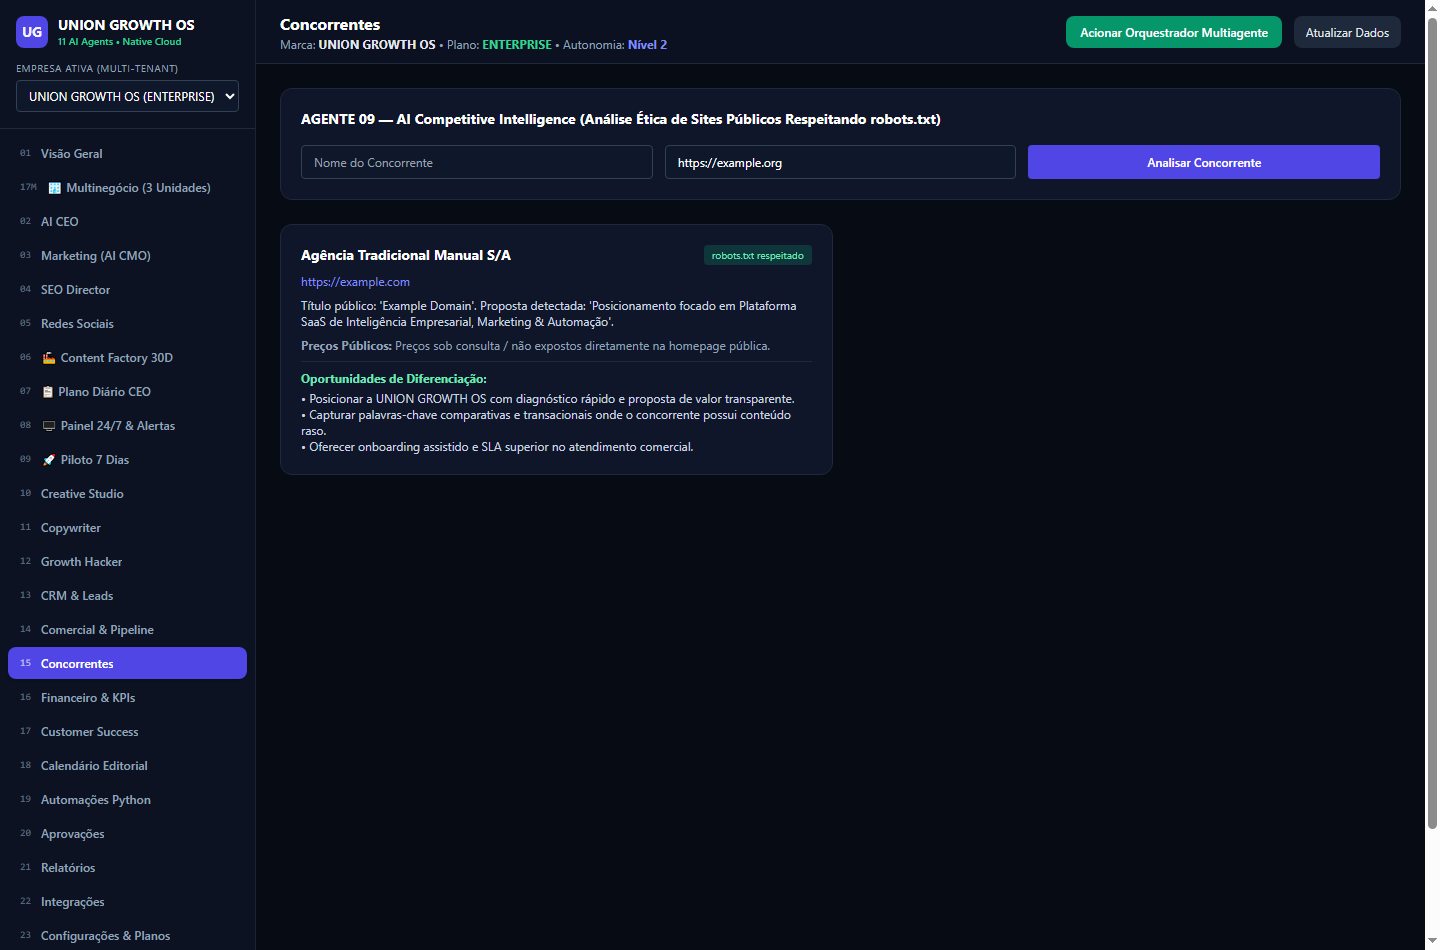 UG
UNION GROWTH OS
11 AI Agents • Native Cloud
EMPRESA ATIVA (MULTI-TENANT)
UNION GROWTH OS (ENTERPRISE)
01 Visão Geral
17M Multinegócio (3 Unidades)
02 AI CEO
03 Marketing (AI CMO)
04 SEO Director
05 Redes Sociais
06 Content Factory 30D
07 Plano Diário CEO
08 Painel 24/7 & Alertas
09 Piloto 7 Dias
10 Creative Studio
11 Copywriter
12 Growth Hacker
13 CRM & Leads
14 Comercial & Pipeline
15 Concorrentes
16 Financeiro & KPIs
17 Customer Success
18 Calendário Editorial
19 Automações Python
20 Aprovações
21 Relatórios
22 Integrações
23 Configurações & Planos
Concorrentes
Marca: UNION GROWTH OS • Plano: ENTERPRISE • Autonomia: Nível 2
Acionar Orquestrador Multiagente
Atualizar Dados
AGENTE 09 — AI Competitive Intelligence (Análise Ética de Sites Públicos Respeitando robots.txt)
Nome do Concorrente
https://example.org
Analisar Concorrente
Agência Tradicional Manual S/A
robots.txt respeitado
https://example.com
Título público: 'Example Domain'. Proposta detectada: 'Posicionamento focado em Plataforma
SaaS de Inteligência Empresarial, Marketing & Automação'.
Preços Públicos: Preços sob consulta / não expostos diretamente na homepage pública.
Oportunidades de Diferenciação:
• Posicionar a UNION GROWTH OS com diagnóstico rápido e proposta de valor transparente.
• Capturar palavras-chave comparativas e transacionais onde o concorrente possui conteúdo
raso.
• Oferecer onboarding assistido e SLA superior no atendimento comercial.